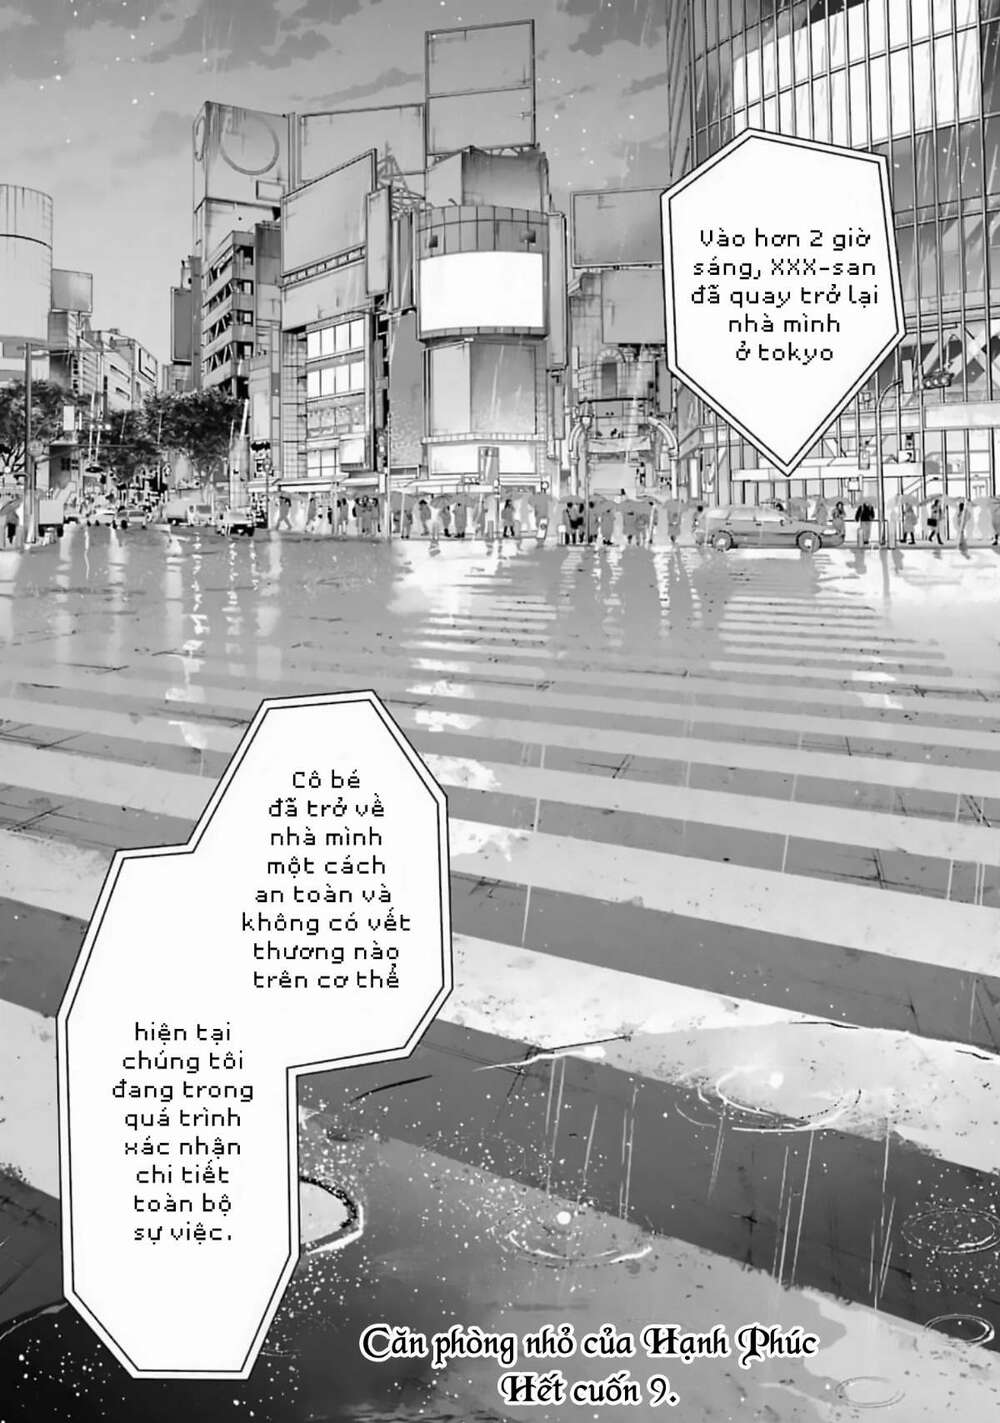 Vào hơn 2 giờ
sáng, XXX-san
đã quay trở lại
nhà mình
ở tokyo
Cô bé
đã trở về
nhà mình
một cách
an toàn và
không có vết
thương nào
trên cơ thể
hiện tại
chúng tôi
đang trong
quá trình
xác nhận
chi tiết
toàn bộ
sự việc.
Căn phòng nhỏ của Hạnh Phúc
Hết cuốn 9.